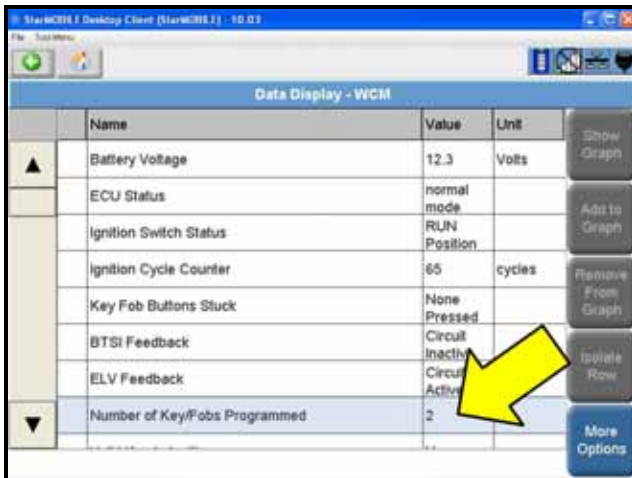 StarMOBILE Desktop Client (StarMOBILE) - 10.03
File Tool Menu
Data Display - WCM
Name Value Unit
Battery Voltage 12.3 Volts
ECU Status normal mode
Ignition Switch Status RUN Position
Ignition Cycle Counter 65 cycles
Key Fob Buttons Stuck None Pressed
BTSI Feedback Circuit
ELV Feedback
Number of Key/Fobs Programmed 2
Show Graph
Add to Graph
Remove From Graph
Isolate Row
More Options